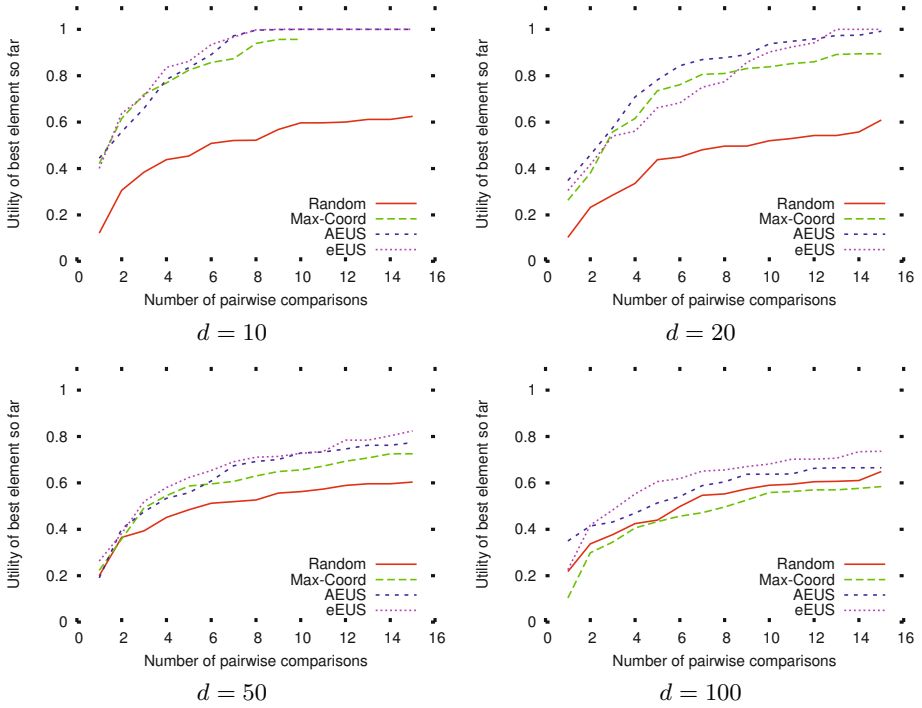 Utility of best element so far
1
0.8
0.6
0.4
0.2
0
Random
Max-Coord
AEUS
eEUS
0 2 4 6 8 10 12 14 16
Number of pairwise comparisons
d = 10
Utility of best element so far
1
0.8
0.6
0.4
0.2
0
Random
Max-Coord
AEUS
eEUS
0 2 4 6 8 10 12 14 16
Number of pairwise comparisons
d = 20
Utility of best element so far
1
0.8
0.6
0.4
0.2
0
Random
Max-Coord
AEUS
eEUS
0 2 4 6 8 10 12 14 16
Number of pairwise comparisons
d = 50
Utility of best element so far
1
0.8
0.6
0.4
0.2
0
Random
Max-Coord
AEUS
eEUS
0 2 4 6 8 10 12 14 16
Number of pairwise comparisons
d = 100